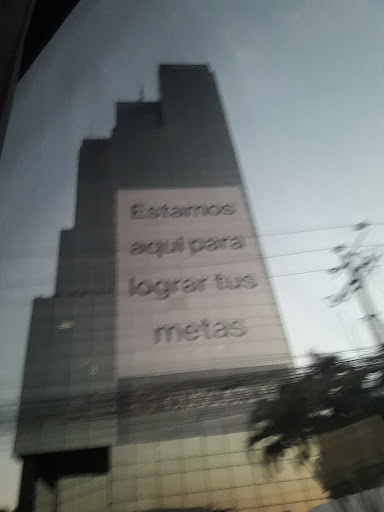 Estamos
aquí para
lograr tus
metas